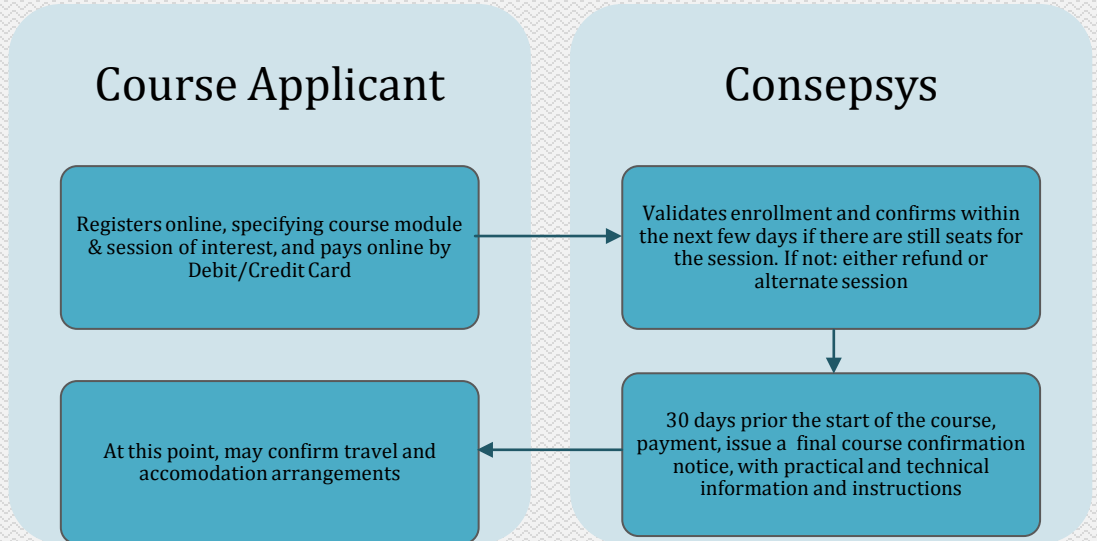 Course Applicant
Registers online, specifying course module
& session of interest, and pays online by
Debit/Credit Card
At this point, may confirm travel and
accomodation arrangements
Consepsys
Validates enrollment and confirms within
the next few days if there are still seats for
the session. If not: either refund or
alternate session
30 days prior the start of the course,
payment, issue a final course confirmation
notice, with practical and technical
information and instructions